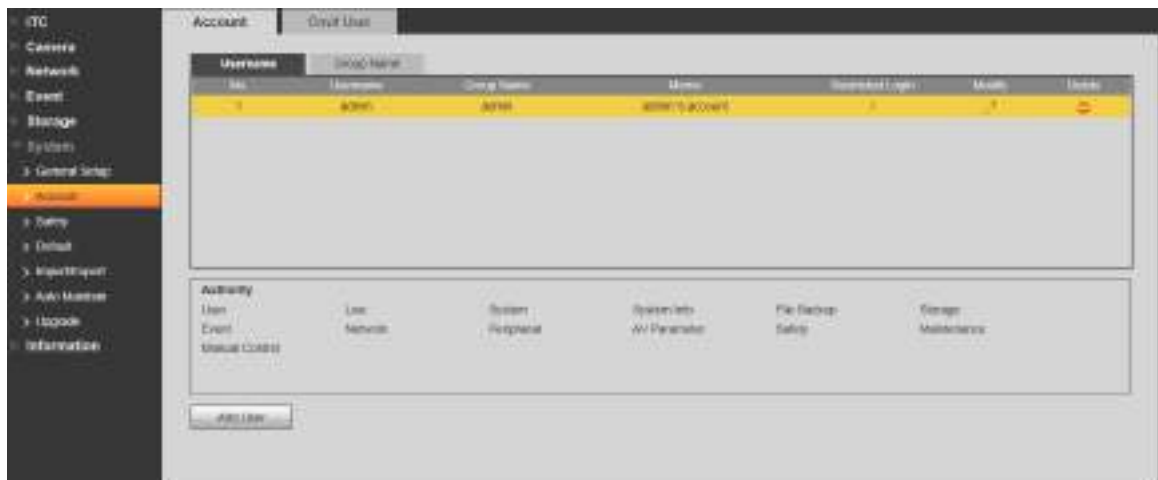 ITC
Camera
Network
Event
Storage
System
General Setup
Account
Safety
Default
Import/Export
Auto Maintain
Upgrade
Information
Account Onvif User
Username Group Name
No. Username Group Name Memo Restricted Login Modify Delete
1 admin admin admin 's account
Authority
User Live System System Info File Backup Storage
Event Network Peripheral AV Parameter Safety Maintenance
Manual Control
Add User